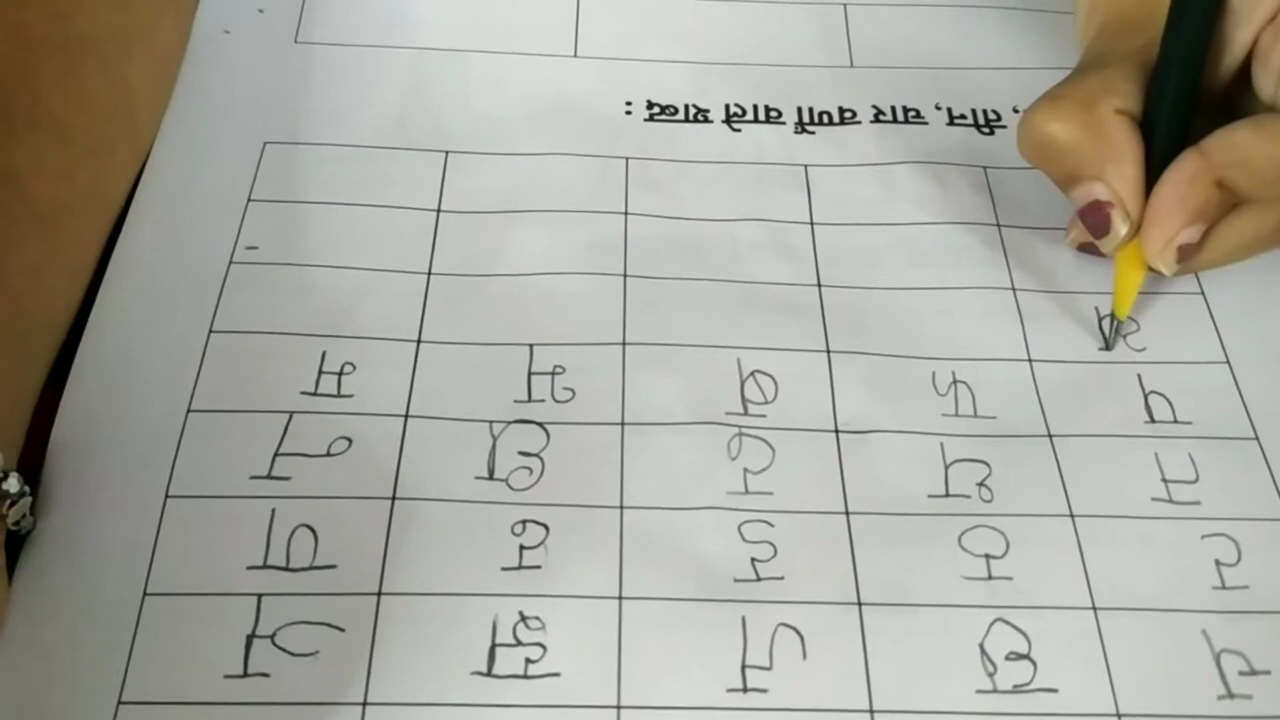 च छ ज झ ञ
ट ठ ड ढ ण
त थ द ध न
प फ ब भ म
तीन, चार वर्णों वाले शब्द :